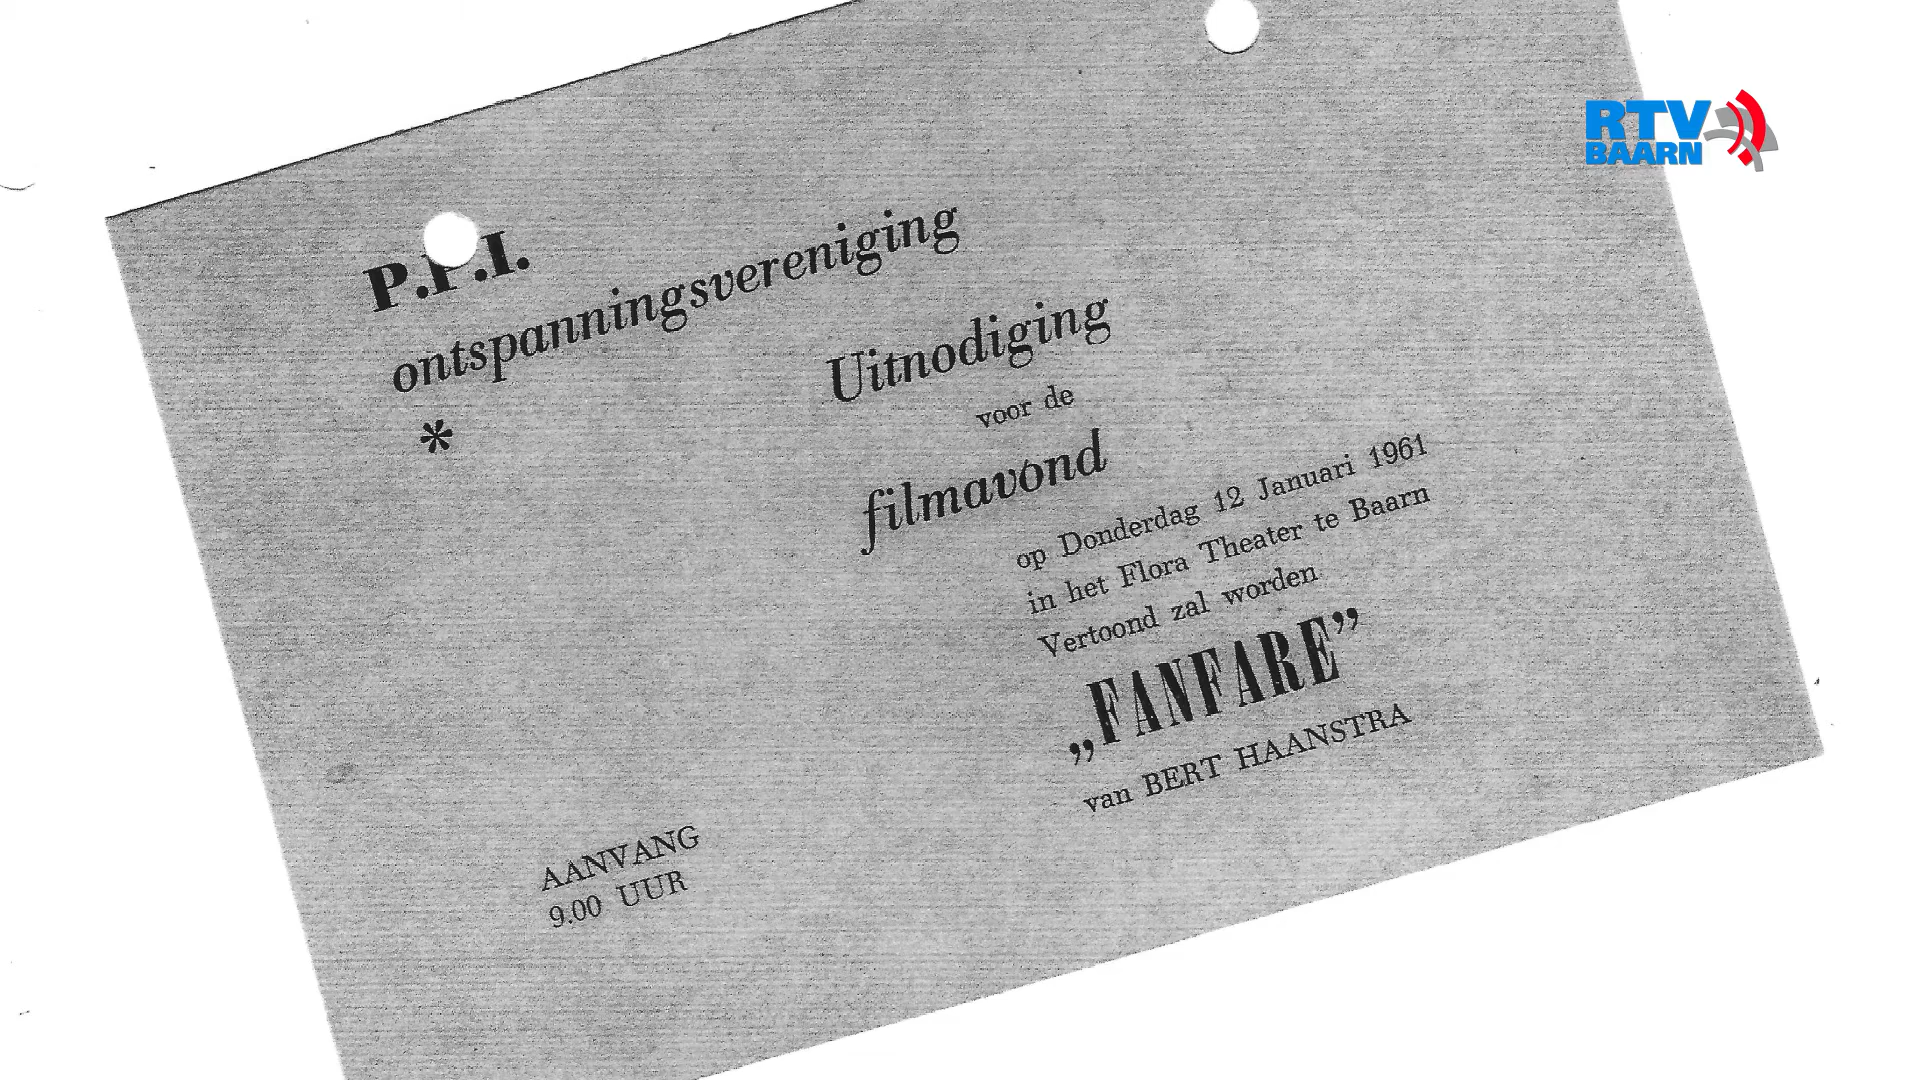 RTV
BAARN
P.P.I.
ontspanningsvereniging
*
Uitnodiging
voor de
filmavond
op Donderdag 12 Januari 1961
in het Flora Theater te Baarn
Vertoond zal worden
„FANFARE”
van BERT HAANSTRA
AANVANG
9.00 UUR